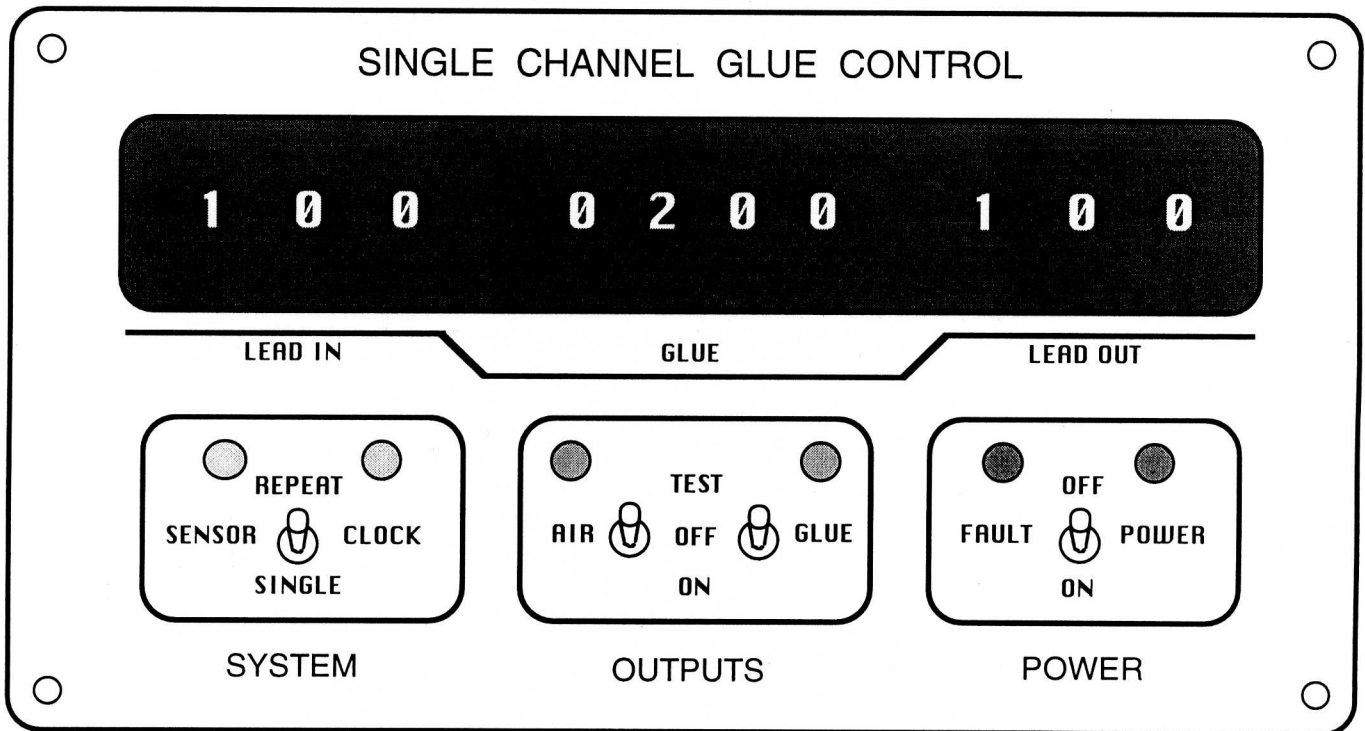 SINGLE CHANNEL GLUE CONTROL
1 0 0 0 2 0 0 1 0 0
LEAD IN GLUE LEAD OUT
REPEAT TEST OFF
SENSOR CLOCK AIR OFF GLUE FAULT POWER
SINGLE ON ON
SYSTEM OUTPUTS POWER